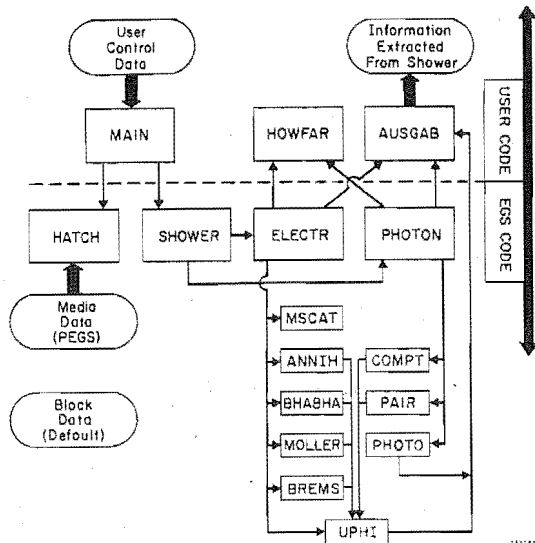 User
Control
Data
Information
Extracted
From Shower
MAIN
HOWFAR
AUSGAB
USER CODE
HATCH
SHOWER
ELECTR
PHOTON
EGS CODE
Media
Data
(PEGS)
MSCAT
ANNIH
COMPT
Block
Data
(Default)
BHABHA
PAIR
MOLLER
PHOTO
BREMS
UPHI